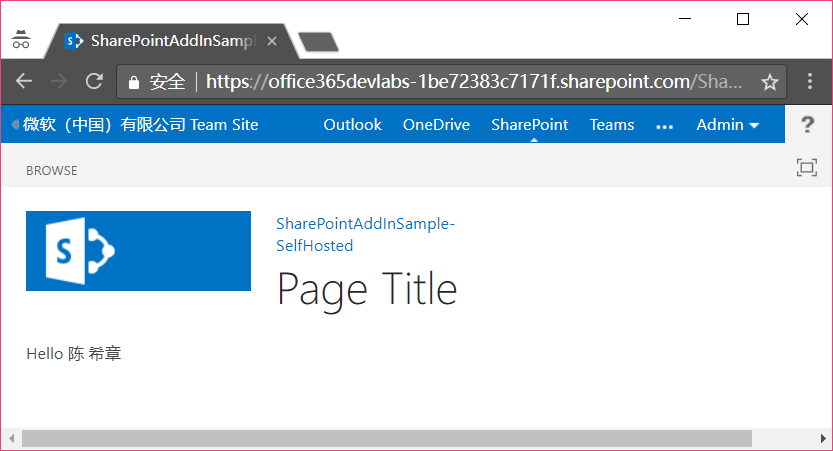 SharePointAddInSampl
安全 | https://office365devlabs-1be72383c7171f.sharepoint.com/Sha...
微软（中国）有限公司 Team Site Outlook OneDrive SharePoint Teams ... Admin ?
BROWSE
SharePointAddInSample-
SelfHosted
Page Title
Hello 陈 希章